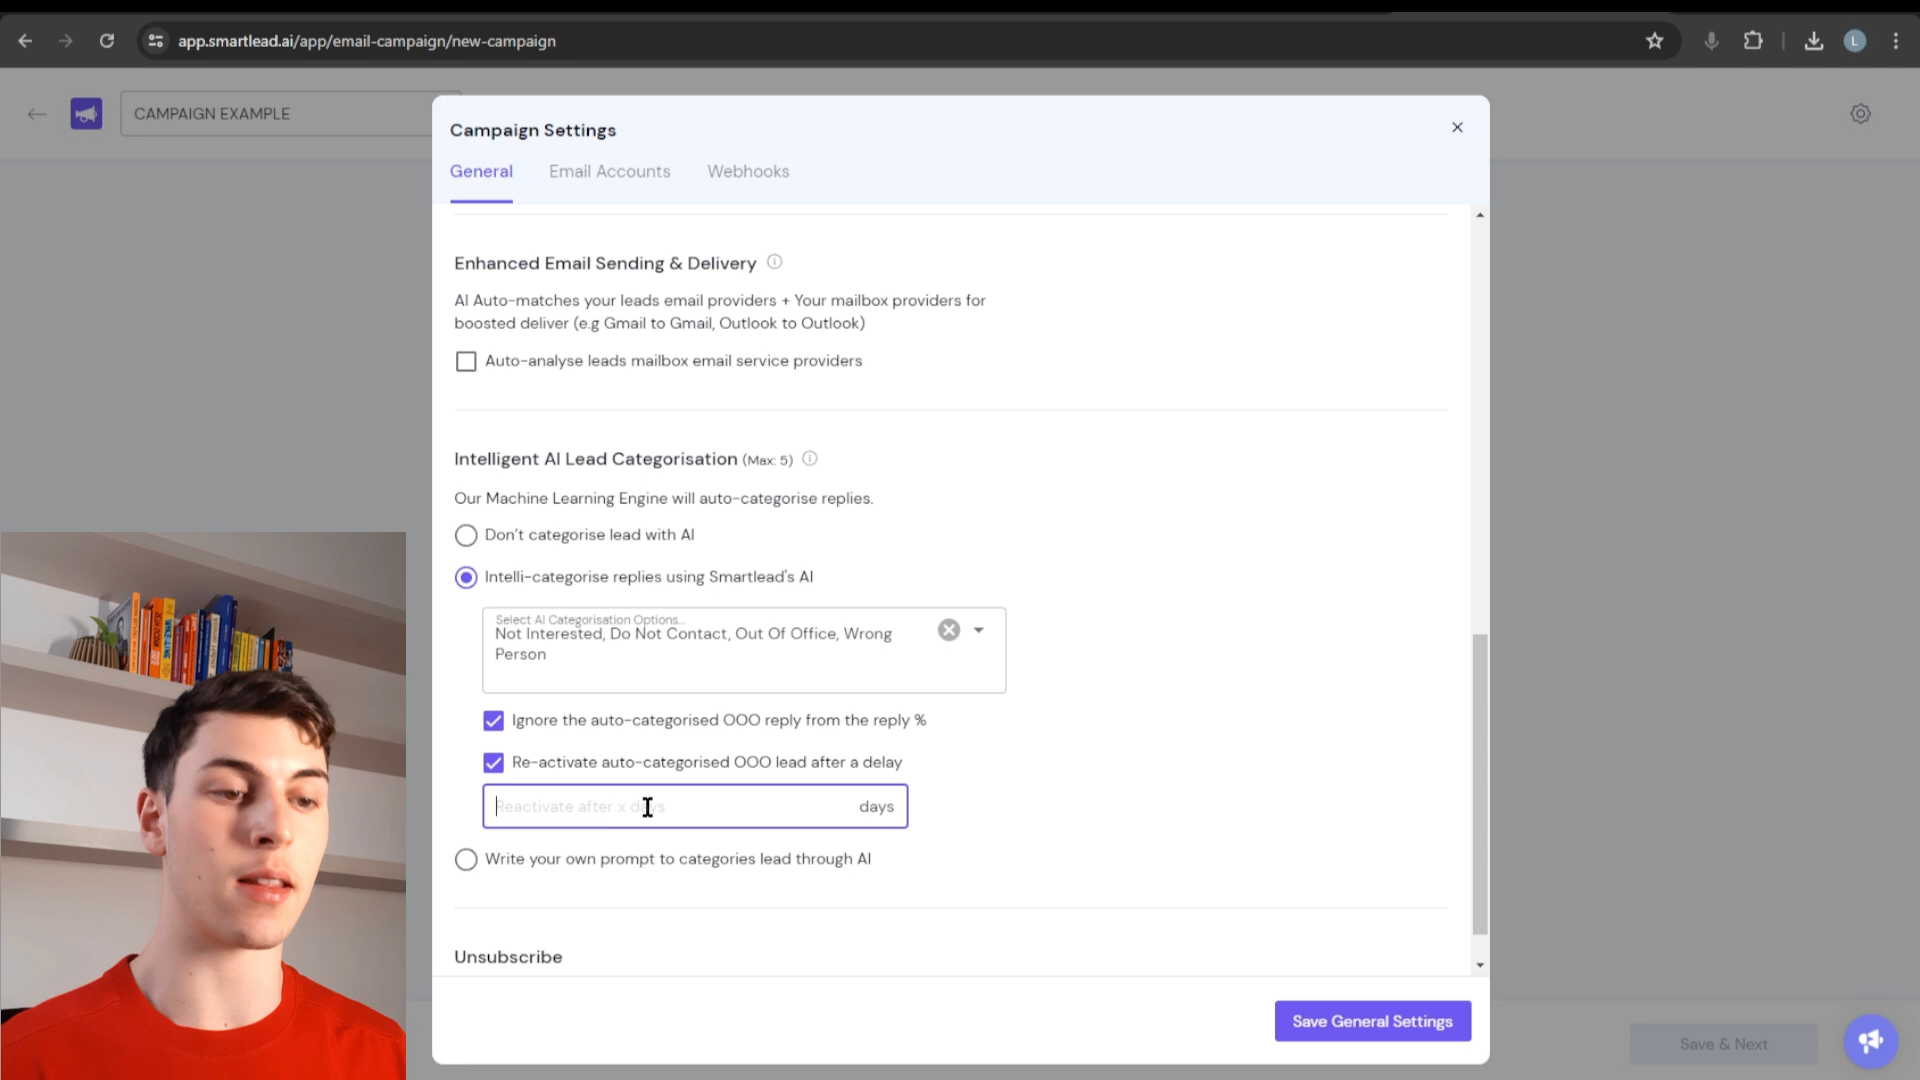 app.smartlead.ai/app/email-campaign/new-campaign
L
CAMPAIGN EXAMPLE
Campaign Settings
General
Email Accounts
Webhooks
Enhanced Email Sending & Delivery
AI Auto-matches your leads email providers + Your mailbox providers for
boosted deliver (e.g Gmail to Gmail, Outlook to Outlook)
Auto-analyse leads mailbox email service providers
Intelligent AI Lead Categorisation (Max: 5)
Our Machine Learning Engine will auto-categorise replies.
Don't categorise lead with AI
Intelli-categorise replies using Smartlead's AI
Select AI Categorisation Options...
Not Interested, Do Not Contact, Out Of Office, Wrong
Person
Ignore the auto-categorised OOO reply from the reply %
Re-activate auto-categorised OOO lead after a delay
Reactivate after x days
days
Write your own prompt to categories lead through AI
Unsubscribe
Save General Settings
Save & Next